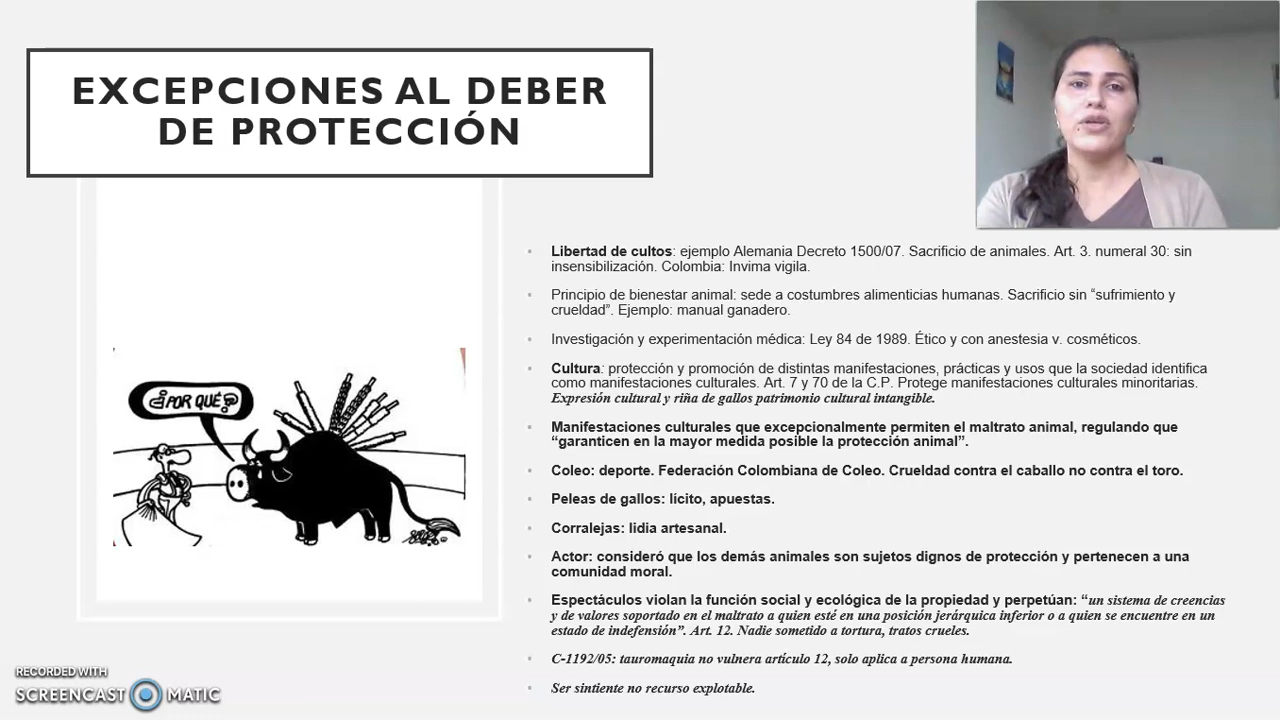 EXCEPCIONES AL DEBER
DE PROTECCIÓN
¿POR QUÉ?
Libertad de cultos: ejemplo Alemania Decreto 1500/07. Sacrificio de animales. Art. 3. numeral 30: sin
insensibilización. Colombia: Invima vigila.
Principio de bienestar animal: sede a costumbres alimenticias humanas. Sacrificio sin “sufrimiento y
crueldad”. Ejemplo: manual ganadero.
Investigación y experimentación médica: Ley 84 de 1989. Ético y con anestesia v. cosméticos.
Cultura: protección y promoción de distintas manifestaciones, prácticas y usos que la sociedad identifica
como manifestaciones culturales. Art. 7 y 70 de la C.P. Protege manifestaciones culturales minoritarias.
Expresión cultural y riña de gallos patrimonio cultural intangible.
Manifestaciones culturales que excepcionalmente permiten el maltrato animal, regulando que
“garanticen en la mayor medida posible la protección animal”.
Coleo: deporte. Federación Colombiana de Coleo. Crueldad contra el caballo no contra el toro.
Peleas de gallos: lícito, apuestas.
Corralejas: lidia artesanal.
Actor: consideró que los demás animales son sujetos dignos de protección y pertenecen a una
comunidad moral.
Espectáculos violan la función social y ecológica de la propiedad y perpetúan: “un sistema de creencias
y de valores soportado en el maltrato a quien esté en una posición jerárquica inferior o a quien se encuentre en un
estado de indefensión”. Art. 12. Nadie sometido a tortura, tratos crueles.
C-1192/05: tauromaquia no vulnera artículo 12, solo aplica a persona humana.
Ser sintiente no recurso explotable.
RECORDED WITH
SCREENCAST MATIC